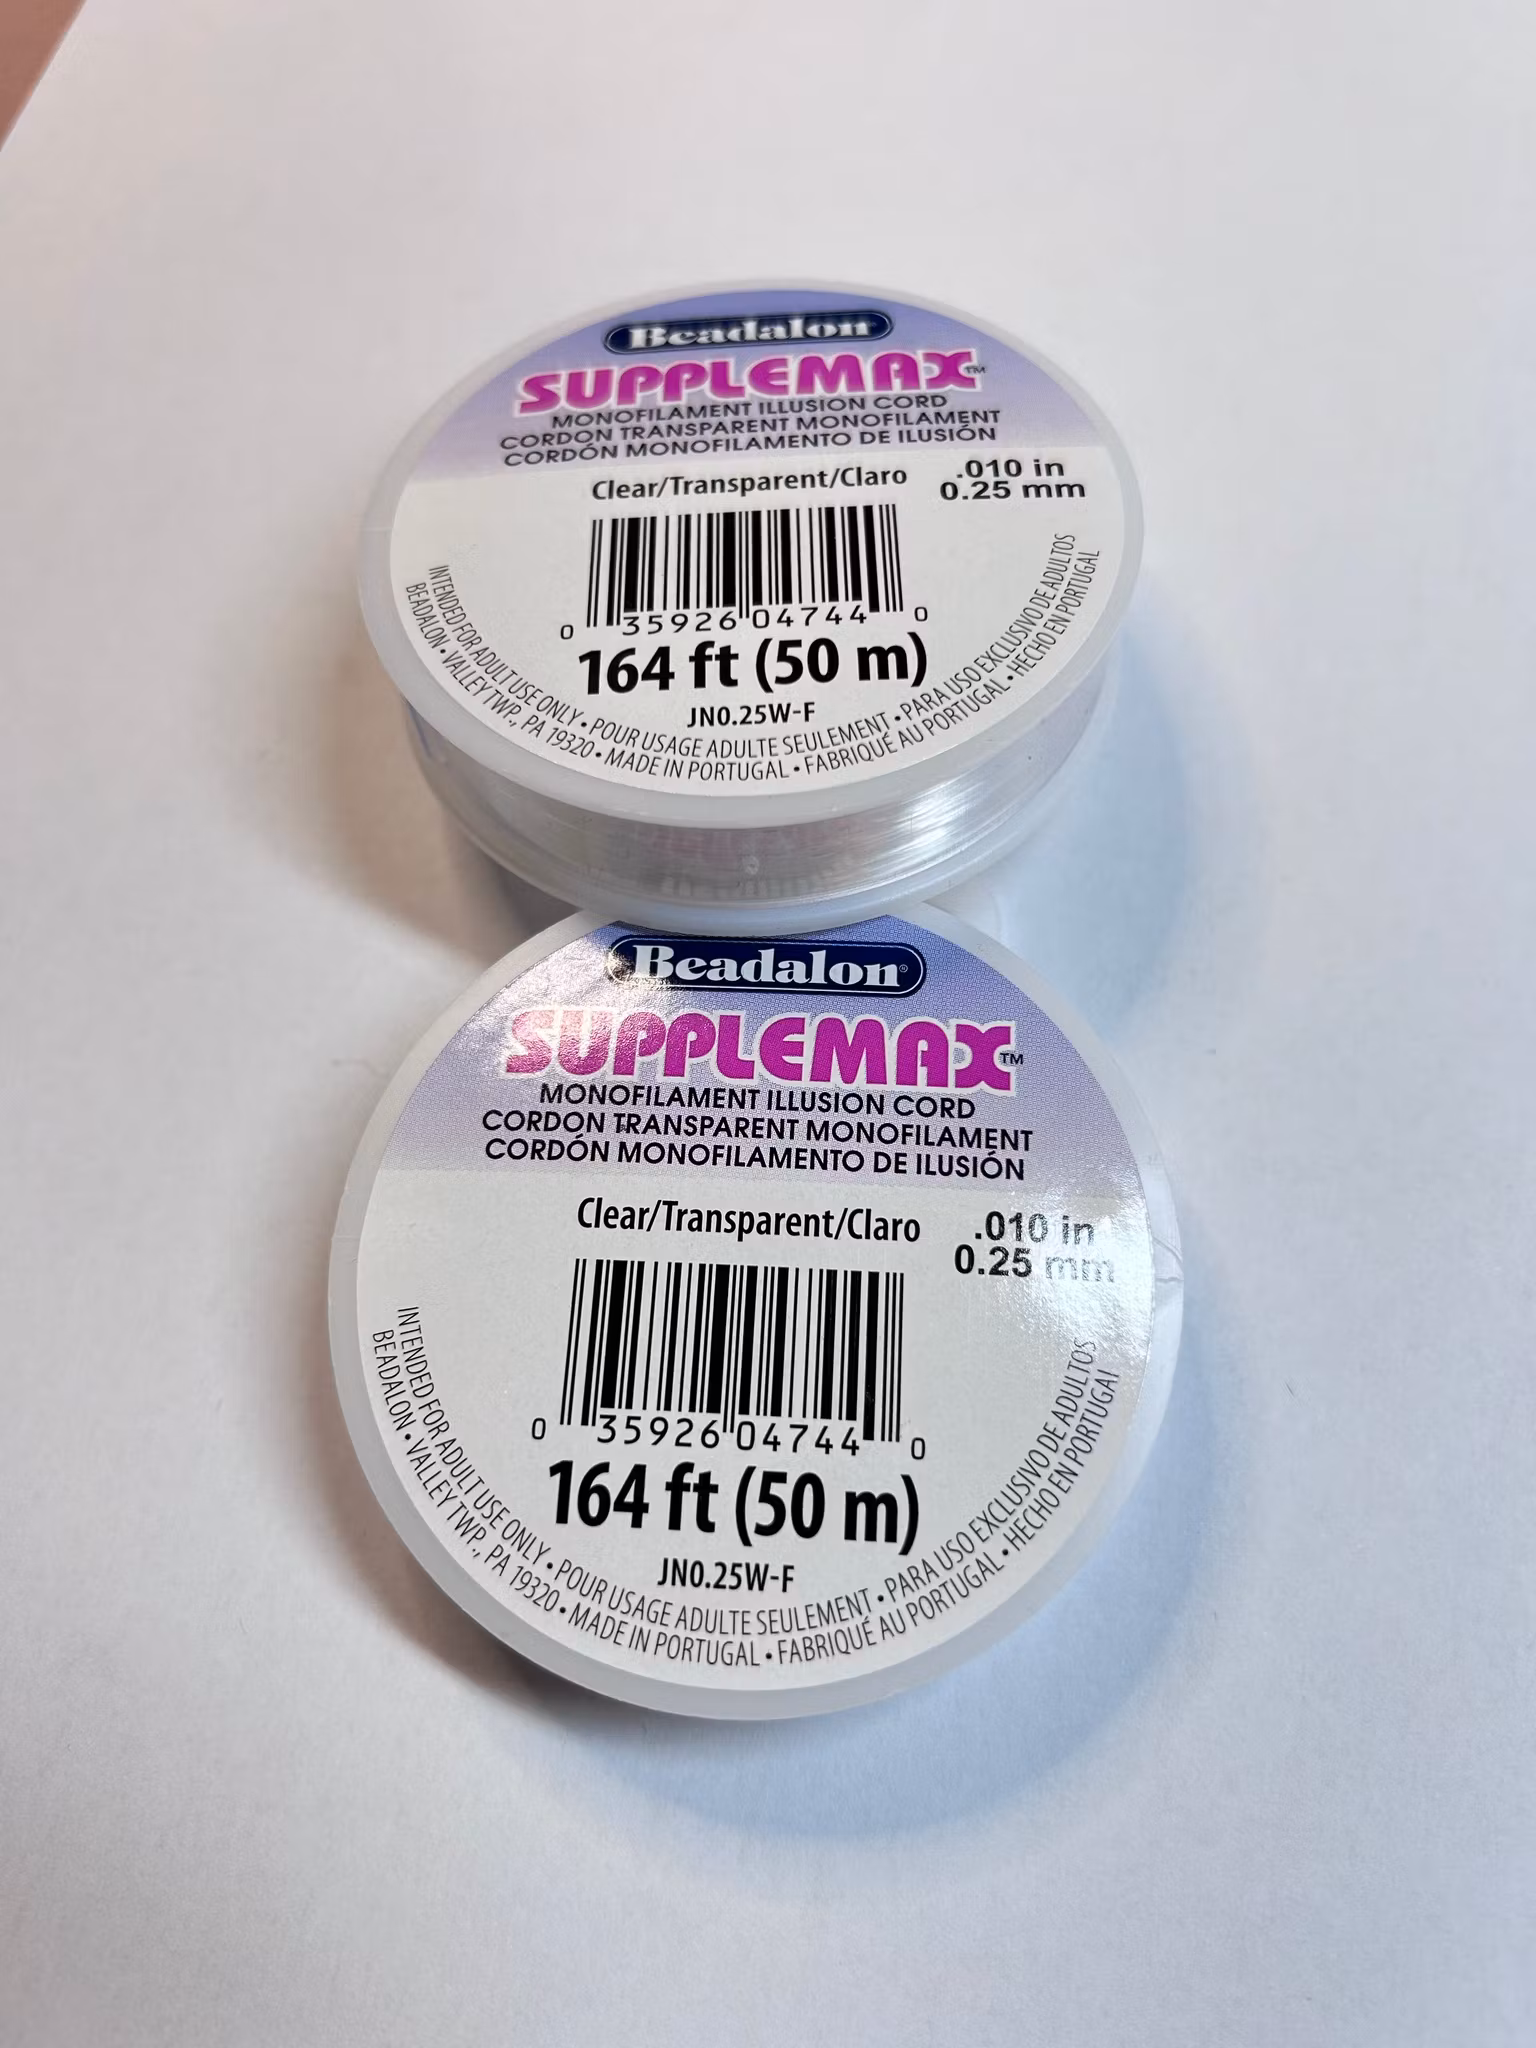 Beadalon
SUPPLEMAX™
MONOFILAMENT ILLUSION CORD
CORDON TRANSPARENT MONOFILAMENT
CORDÓN MONOFILAMENTO DE ILUSIÓN
Clear/Transparent/Claro
.010 in
0.25 mm
0 35926 04744 0
164 ft (50 m)
JN0.25W-F
INTENDED FOR ADULT USE ONLY • POUR USAGE ADULTE SEULEMENT • PARA USO EXCLUSIVO DE ADULTOS
BEADALON • VALLEY TWP., PA 19320 • MADE IN PORTUGAL • FABRIQUÉ AU PORTUGAL • HECHO EN PORTUGAL
Beadalon®
SUPPLEMAX™
MONOFILAMENT ILLUSION CORD
CORDON TRANSPARENT MONOFILAMENT
CORDÓN MONOFILAMENTO DE ILUSIÓN
Clear/Transparent/Claro
.010 in
0.25 mm
0 35926 04744 0
164 ft (50 m)
JN0.25W-F
INTENDED FOR ADULT USE ONLY • POUR USAGE ADULTE SEULEMENT • PARA USO EXCLUSIVO DE ADULTOS
BEADALON • VALLEY TWP., PA 19320 • MADE IN PORTUGAL • FABRIQUÉ AU PORTUGAL • HECHO EN PORTUGAL